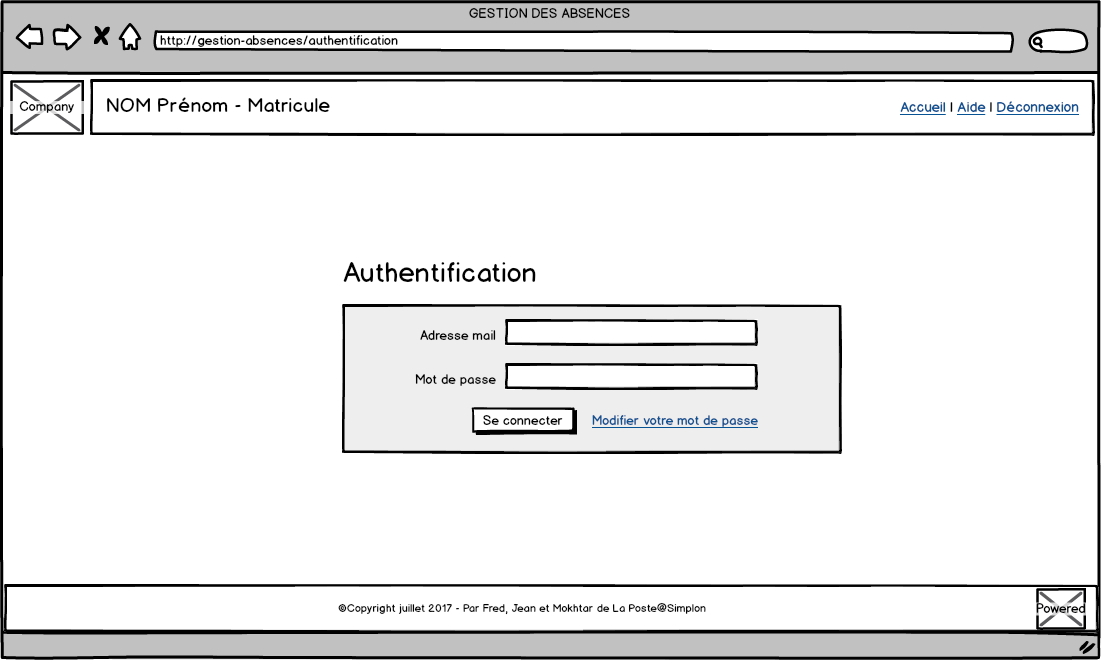 GESTION DES ABSENCES
http://gestion-absences/authentification
Company
NOM Prénom - Matricule
Accueil | Aide | Déconnexion
Authentification
Adresse mail
Mot de passe
Se connecter
Modifier votre mot de passe
©Copyright juillet 2017 - Par Fred, Jean et Mokhtar de La Poste@Simplon
Powered